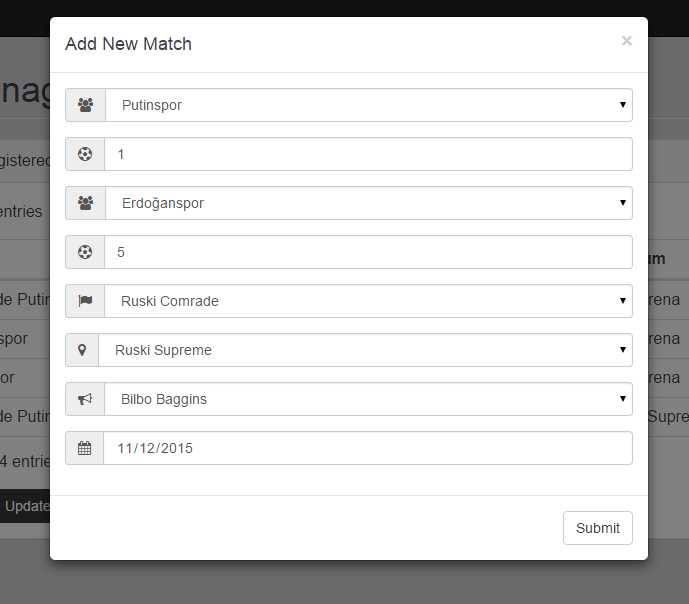 Add New Match
×
nag
Putinspor
gistered
1
entries
Erdoğanspor
5
um
de Putin
Ruski Comrade
rena
spor
Ruski Supreme
rena
or
Bilbo Baggins
rena
de Putin
Supre
11/12/2015
4 entrie
Update
Submit